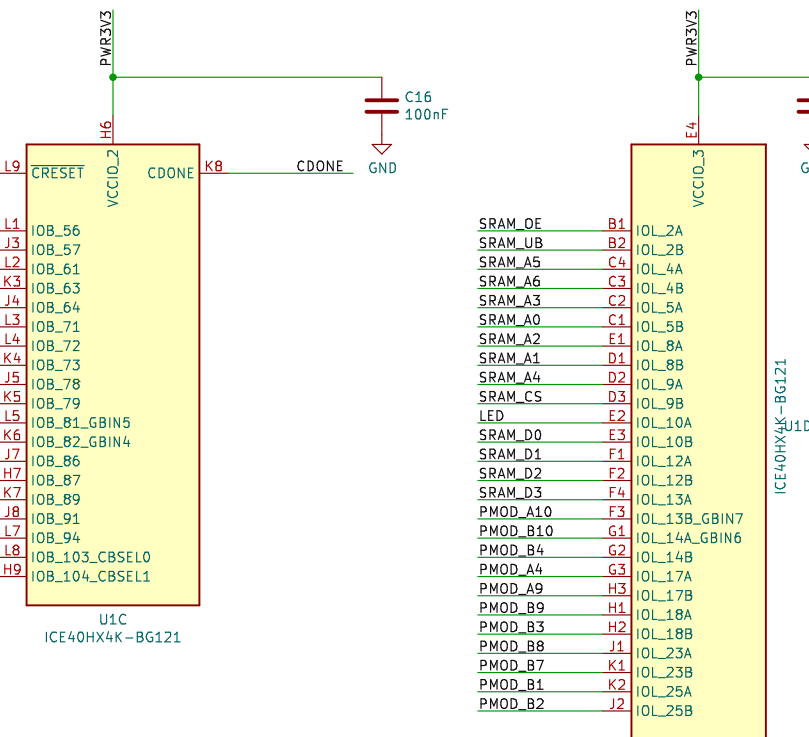 PWR3V3
C16
100nF
GND
H6
VCCIO_2
L9 CRESET
CDONE K8 CDONE
L1 IOB_56
J3 IOB_57
L2 IOB_61
K3 IOB_63
J4 IOB_64
L3 IOB_71
L4 IOB_72
K4 IOB_73
J5 IOB_78
K5 IOB_79
L5 IOB_81_GBIN5
K6 IOB_82_GBIN4
J7 IOB_86
H7 IOB_87
K7 IOB_89
J8 IOB_91
L7 IOB_94
L8 IOB_103_CBSEL0
H9 IOB_104_CBSEL1
U1C
ICE40HX4K-BG121
PWR3V3
G
E4
VCCIO_3
SRAM_OE B1 IOL_2A
SRAM_UB B2 IOL_2B
SRAM_A5 C4 IOL_4A
SRAM_A6 C3 IOL_4B
SRAM_A3 C2 IOL_5A
SRAM_A0 C1 IOL_5B
SRAM_A2 E1 IOL_8A
SRAM_A1 D1 IOL_8B
SRAM_A4 D2 IOL_9A
SRAM_CS D3 IOL_9B
LED E2 IOL_10A
SRAM_D0 E3 IOL_10B
SRAM_D1 F1 IOL_12A
SRAM_D2 F2 IOL_12B
SRAM_D3 F4 IOL_13A
PMOD_A10 F3 IOL_13B_GBIN7
PMOD_B10 G1 IOL_14A_GBIN6
PMOD_B4 G2 IOL_14B
PMOD_A4 G3 IOL_17A
PMOD_A9 H3 IOL_17B
PMOD_B9 H1 IOL_18A
PMOD_B3 H2 IOL_18B
PMOD_B8 J1 IOL_23A
PMOD_B7 K1 IOL_23B
PMOD_B1 K2 IOL_25A
PMOD_B2 J2 IOL_25B
ICE40HX4K-BG121
U1D